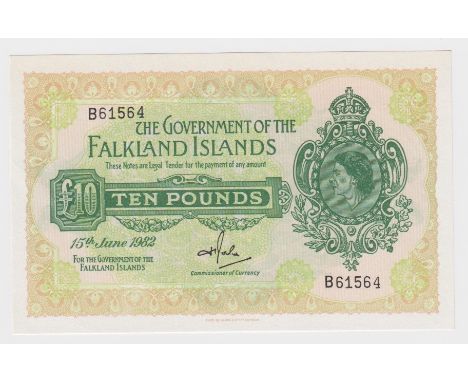 B61564
THE GOVERNMENT OF THE
FALKLAND ISLANDS
These Notes are Legal Tender for the payment of any amount
£10
TEN POUNDS
15th June 1982
FOR THE GOVERNMENT OF THE
FALKLAND ISLANDS
Commissioner of Currency
B61564